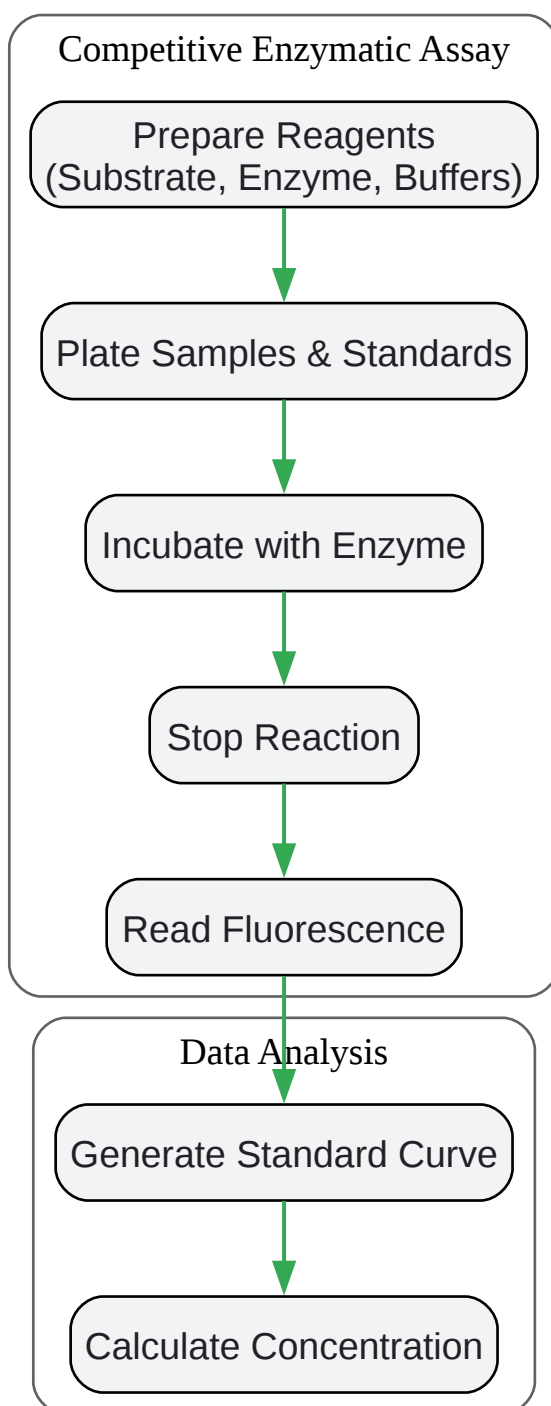 Competitive Enzymatic Assay
Prepare Reagents
(Substrate, Enzyme, Buffers)
Plate Samples & Standards
Incubate with Enzyme
Stop Reaction
Read Fluorescence
Data Analysis
Generate Standard Curve
Calculate Concentration